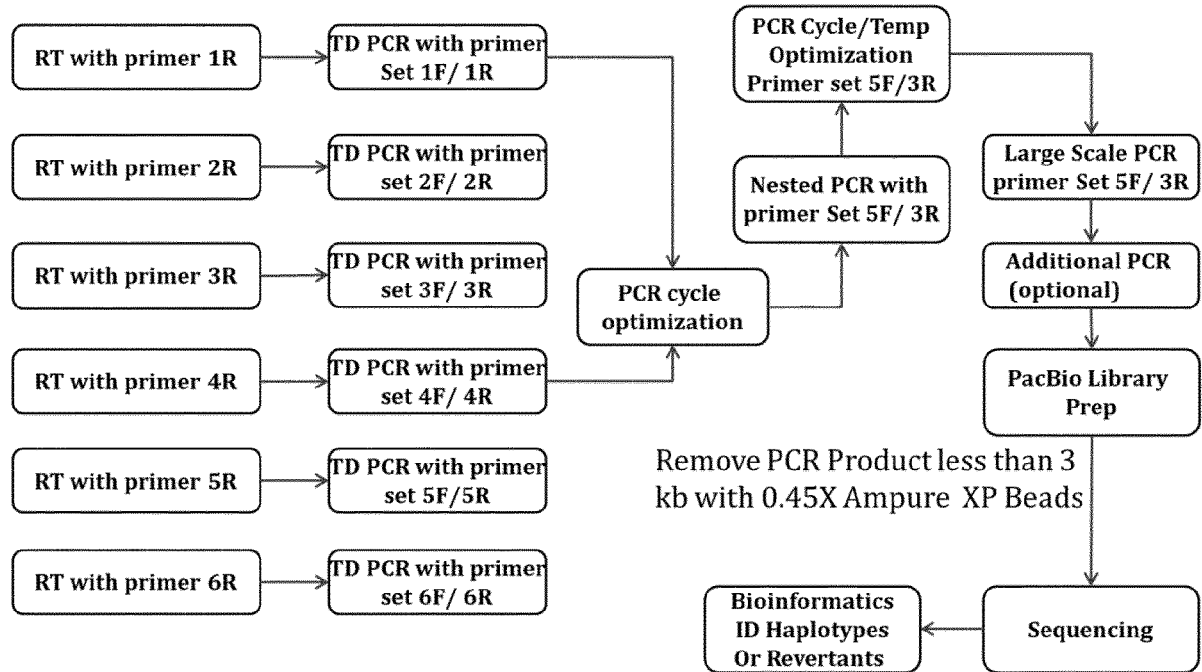 RT with primer 1R
TD PCR with primer
Set 1F/ 1R
RT with primer 2R
TD PCR with primer
set 2F/ 2R
RT with primer 3R
TD PCR with primer
set 3F/ 3R
RT with primer 4R
TD PCR with primer
set 4F/ 4R
RT with primer 5R
TD PCR with primer
set 5F/5R
RT with primer 6R
TD PCR with primer
set 6F/ 6R
PCR cycle
optimization
Nested PCR with
primer Set 5F/ 3R
PCR Cycle/Temp
Optimization
Primer set 5F/3R
Large Scale PCR
primer Set 5F/ 3R
Additional PCR
(optional)
PacBio Library
Prep
Remove PCR Product less than 3
kb with 0.45X Ampure XP Beads
Sequencing
Bioinformatics
ID Haplotypes
Or Revertants